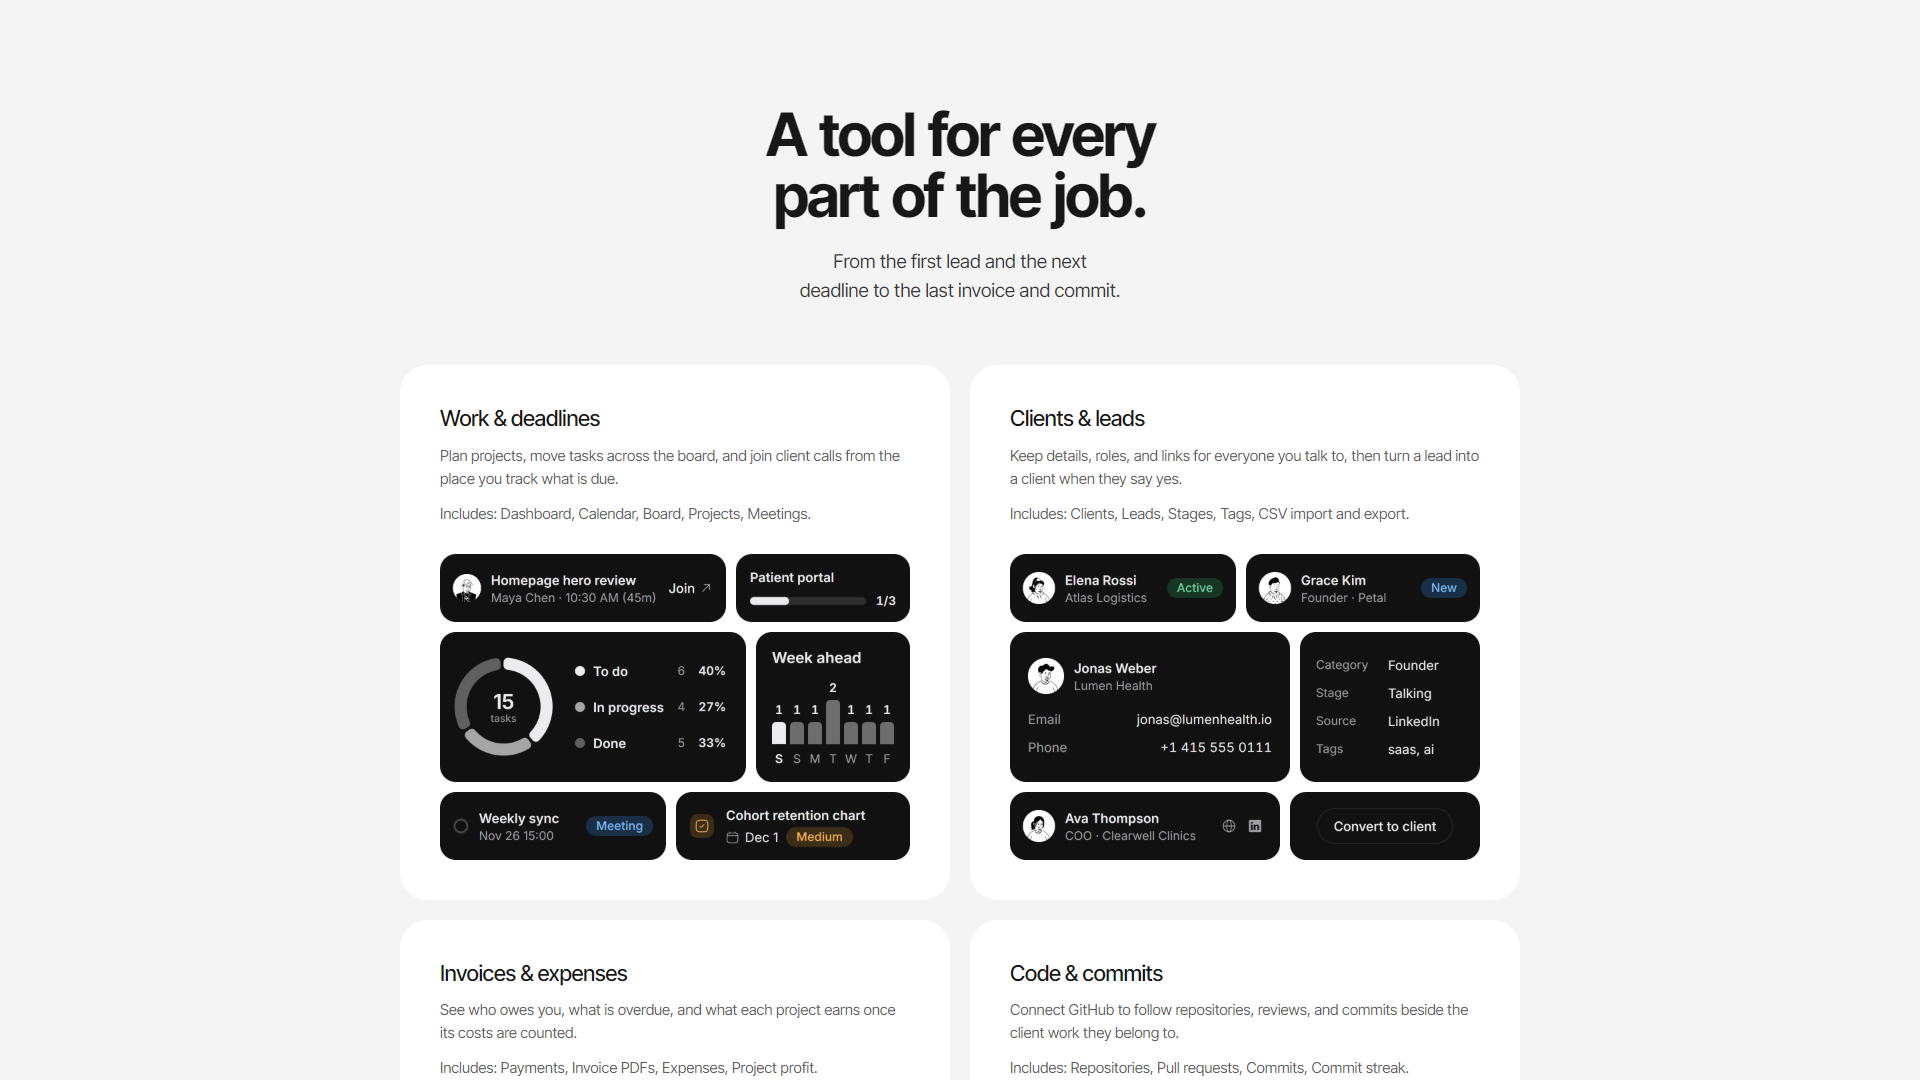 A tool for every
part of the job.
From the first lead and the next
deadline to the last invoice and commit.
Work & deadlines
Plan projects, move tasks across the board, and join client calls from the
place you track what is due.
Includes: Dashboard, Calendar, Board, Projects, Meetings.
Homepage hero review
Maya Chen · 10:30 AM (45m)
Join
Patient portal
1/3
15
tasks
To do 6 40%
In progress 4 27%
Done 5 33%
Week ahead
2
1 1 1 1 1 1
S S M T W T F
Weekly sync
Nov 26 15:00
Meeting
Cohort retention chart
Dec 1 Medium
Clients & leads
Keep details, roles, and links for everyone you talk to, then turn a lead into
a client when they say yes.
Includes: Clients, Leads, Stages, Tags, CSV import and export.
Elena Rossi
Atlas Logistics
Active
Grace Kim
Founder · Petal
New
Jonas Weber
Lumen Health
Email jonas@lumenhealth.io
Phone +1 415 555 0111
Category Founder
Stage Talking
Source LinkedIn
Tags saas, ai
Ava Thompson
COO · Clearwell Clinics
in
Convert to client
Invoices & expenses
See who owes you, what is overdue, and what each project earns once
its costs are counted.
Includes: Payments, Invoice PDFs, Expenses, Project profit.
Code & commits
Connect GitHub to follow repositories, reviews, and commits beside the
client work they belong to.
Includes: Repositories, Pull requests, Commits, Commit streak.